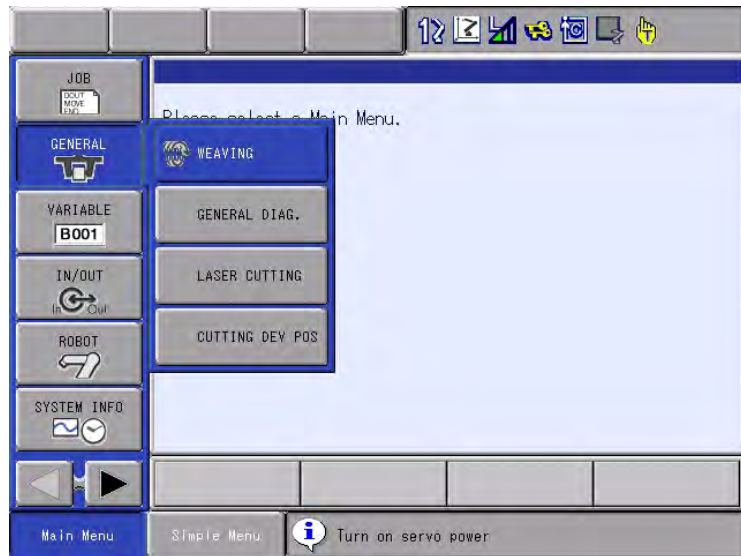 JOB
DOUT
MOVE
END
GENERAL
VARIABLE
B001
IN/OUT
In Out
ROBOT
SYSTEM INFO
Please select a Main Menu.
WEAVING
GENERAL DIAG.
LASER CUTTING
CUTTING DEV POS
Main Menu
Simple Menu
Turn on servo power